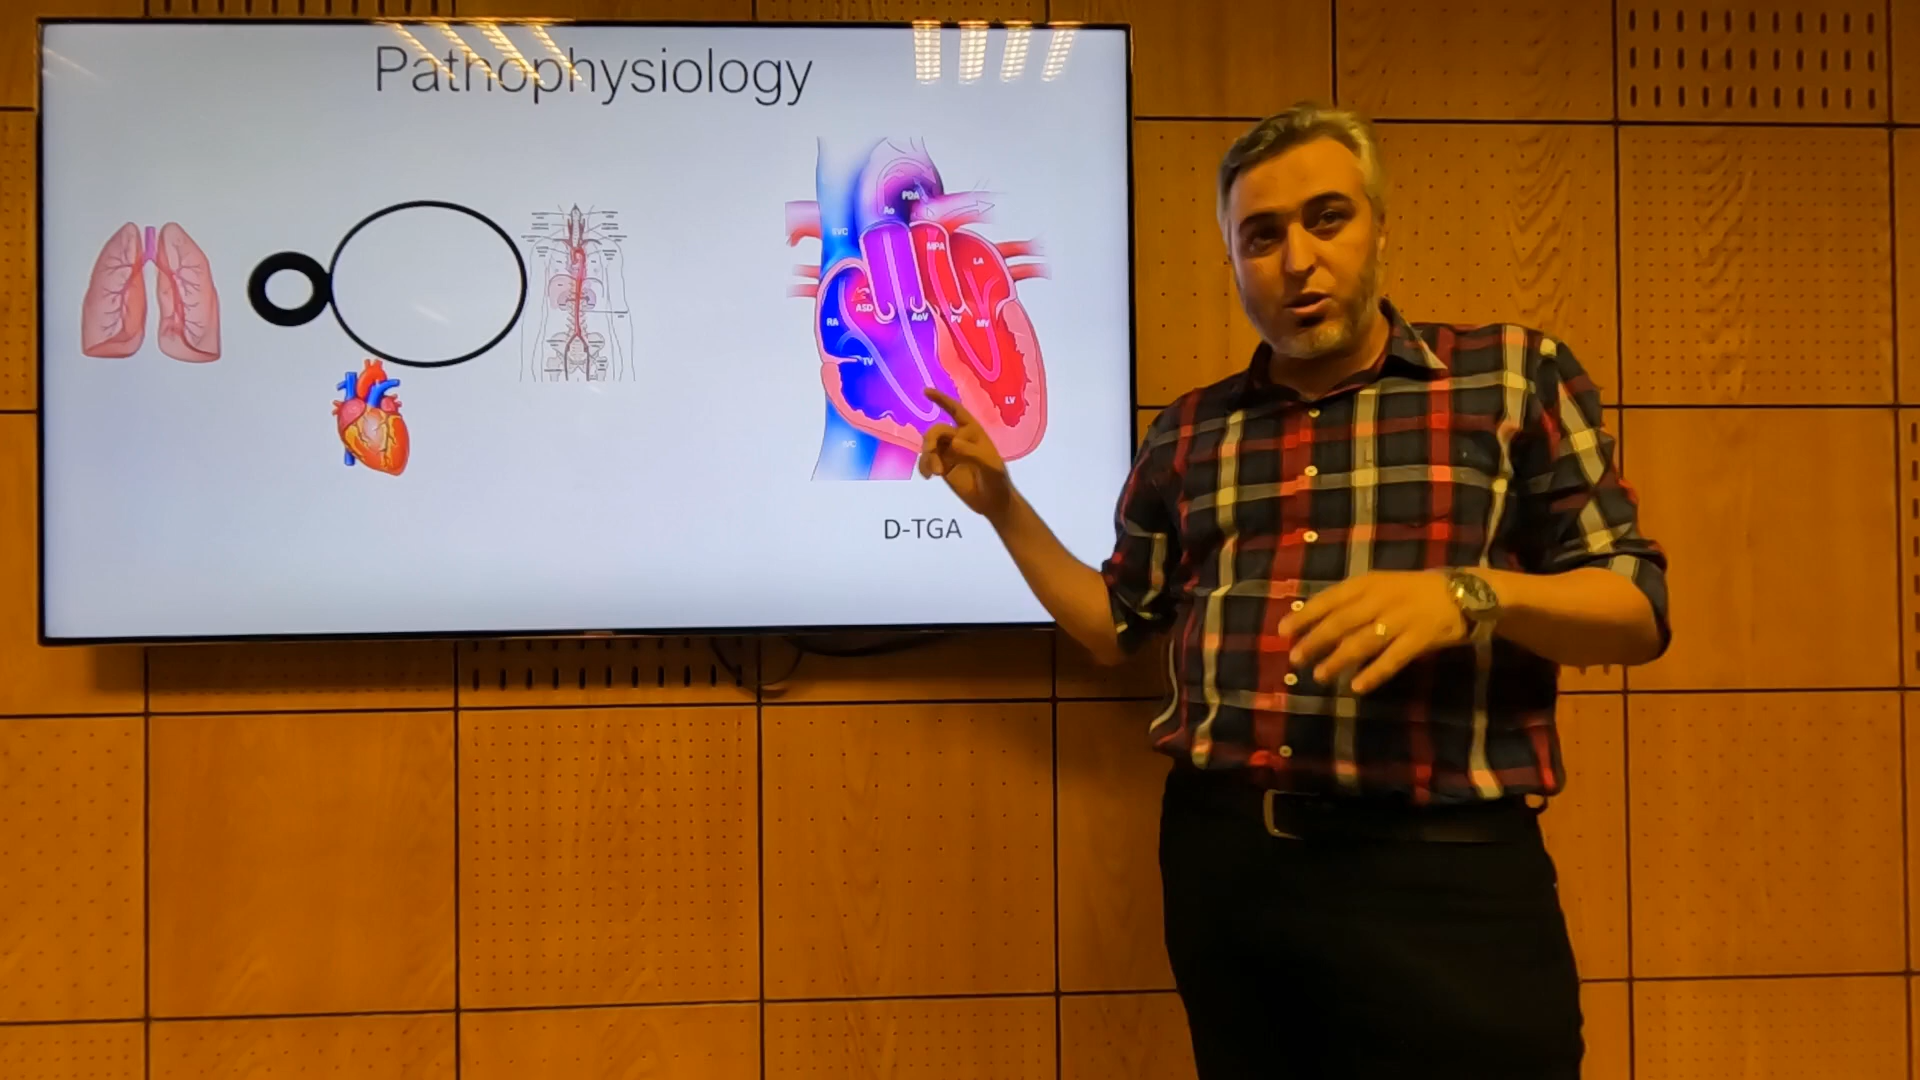 Pathophysiology
PDA
Ao
SVC
MPA
LA
ASD
AoV
PV
MV
RA
TV
LV
IVC
D-TGA